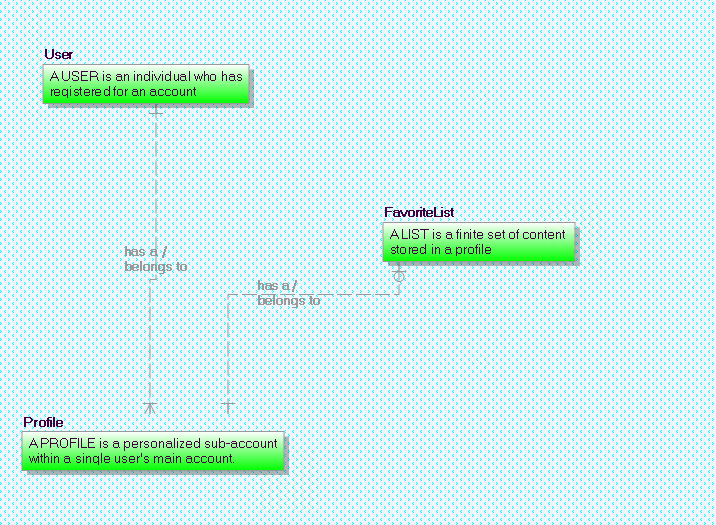 User
A USER is an individual who has
registered for an account
FavoriteList
A LIST is a finite set of content
stored in a profile
has a /
belongs to
has a /
belongs to
Profile
A PROFILE is a personalized sub-account
within a single user's main account.